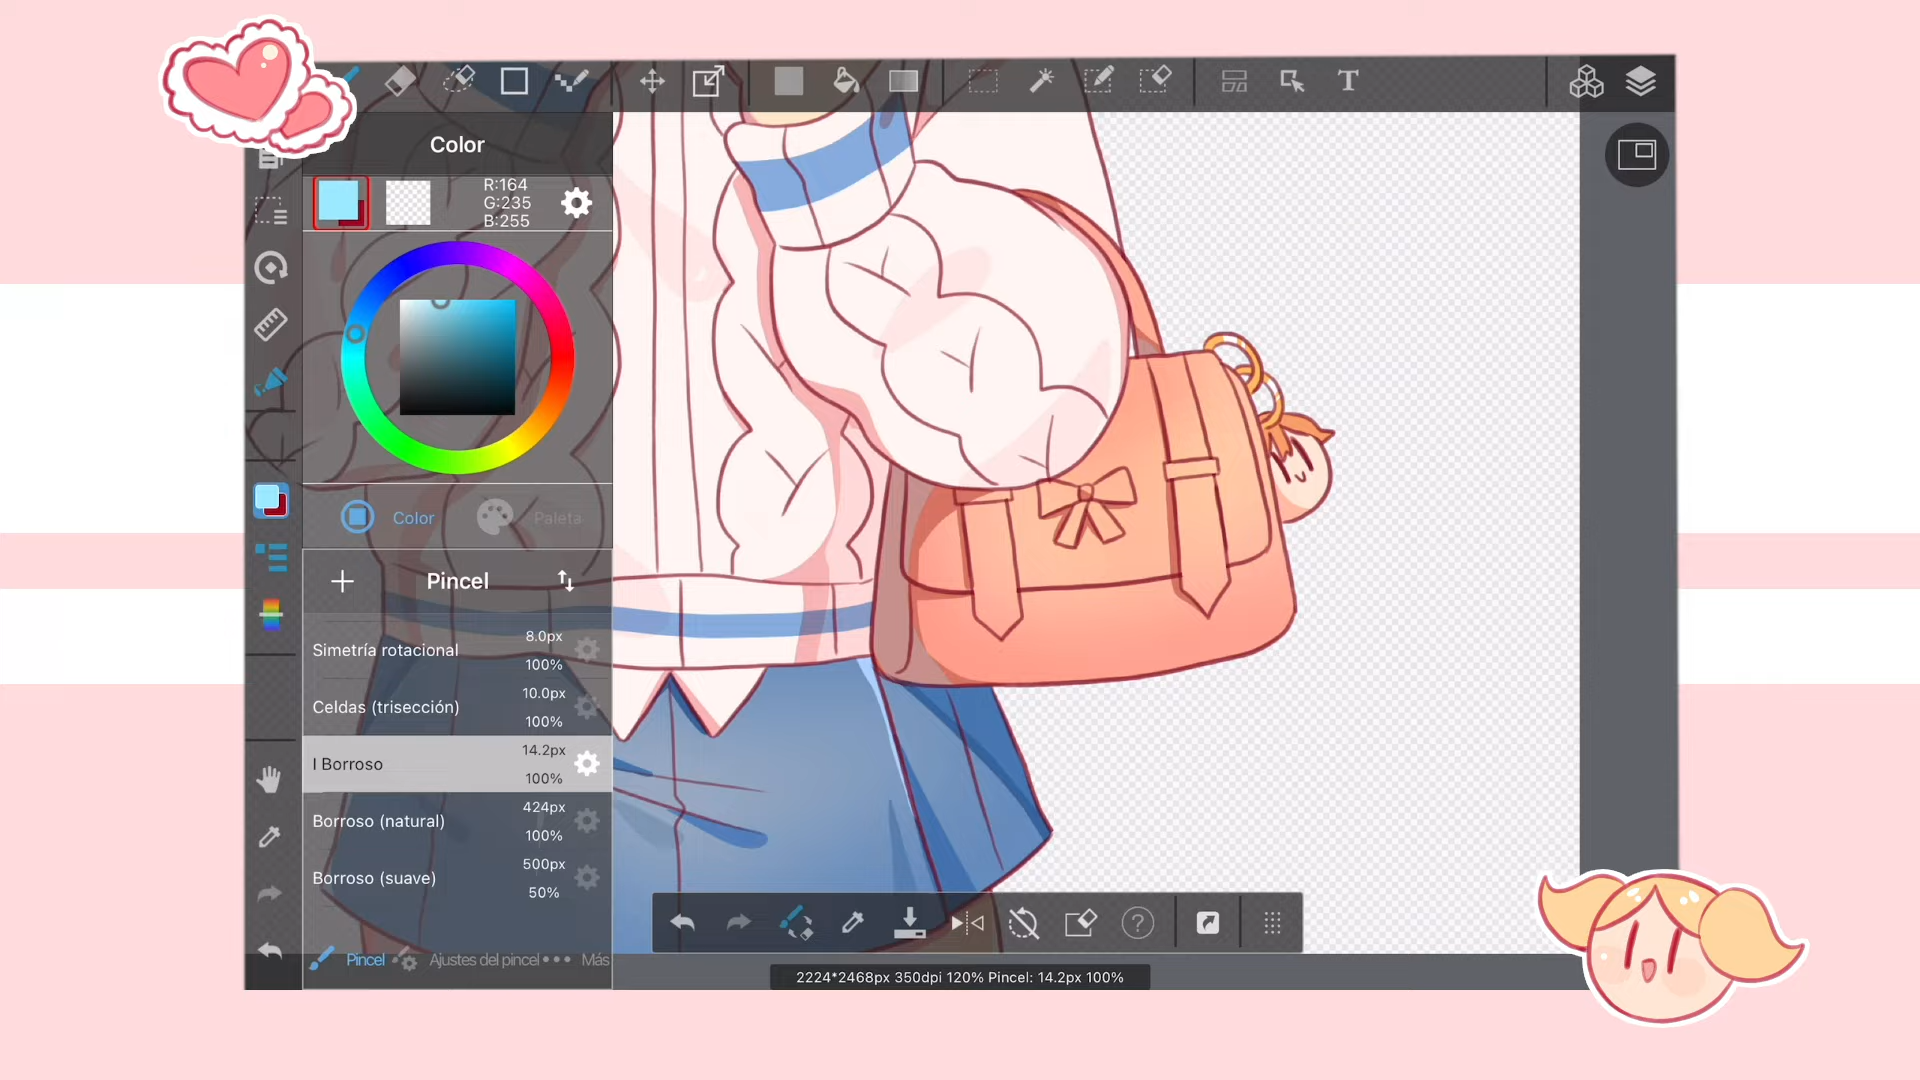 Color
R:164
G:235
B:255
Color
Paleta
Pincel
Simetría rotacional
8.0px
100%
Celdas (trisección)
10.0px
100%
I Borroso
14.2px
100%
Borroso (natural)
424px
100%
Borroso (suave)
500px
50%
Pincel
Ajustes del pincel
Más
T
?
2224*2468px 350dpi 120% Pincel: 14.2px 100%